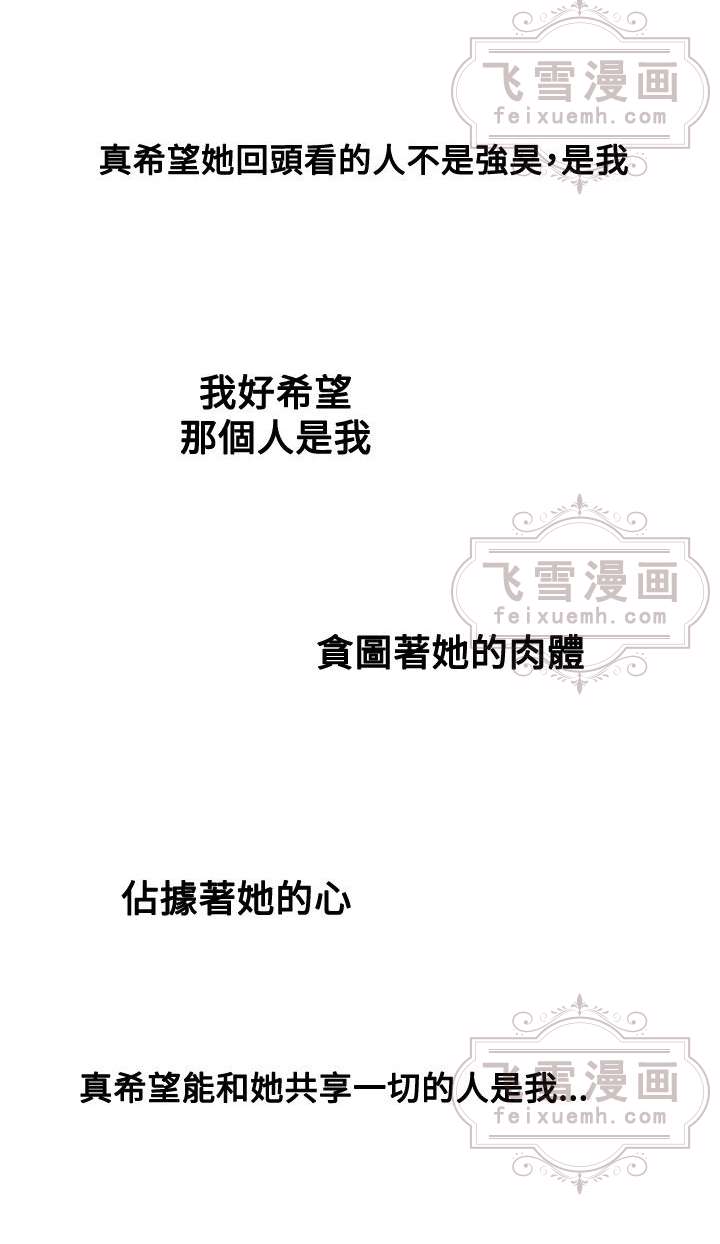 飞雪漫画
feixuemh.com
真希望她回頭看的人不是強昊，是我
我好希望
那個人是我
飞雪漫画
feixuemh.com
貪圖著她的肉體
佔據著她的心
飞雪漫画
feixuemh.com
真希望能和她共享一切的人是我...